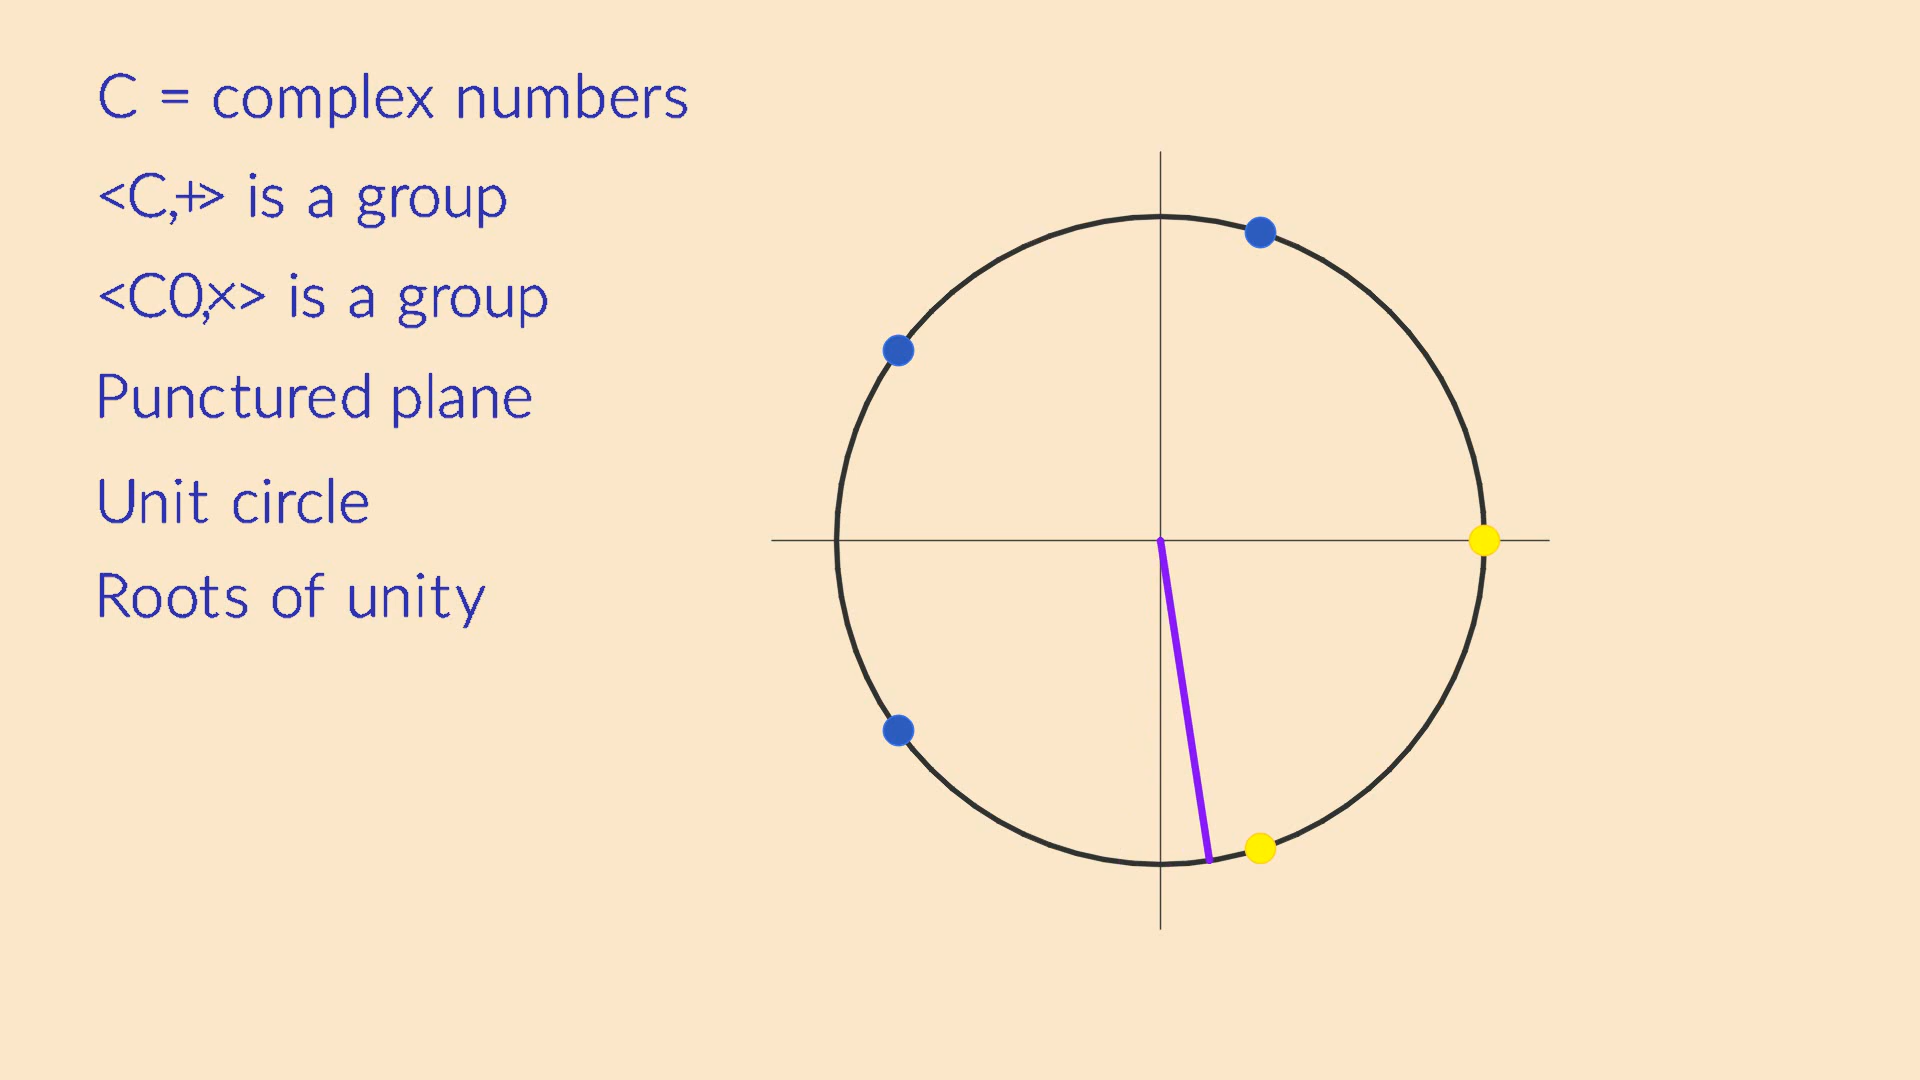 C = complex numbers
<C,+> is a group
<C0,×> is a group
Punctured plane
Unit circle
Roots of unity